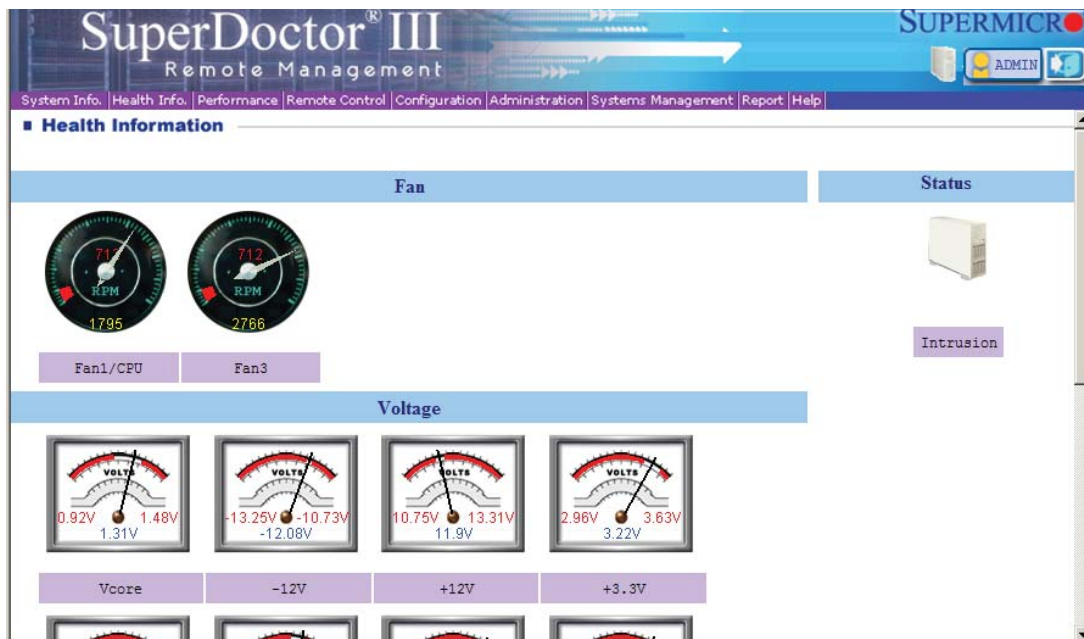 SuperDoctor® III
Remote Management
SUPERMICRO
ADMIN
System Info. Health Info. Performance Remote Control Configuration Administration Systems Management Report Help
Health Information
Fan
Status
712
RPM
1795
712
RPM
2766
Fan1/CPU
Fan3
Intrusion
Voltage
VOLTS
0.92V 1.48V
1.31V
VOLTS
-13.25V -10.73V
-12.08V
VOLTS
10.75V 13.31V
11.9V
VOLTS
2.96V 3.63V
3.22V
Vcore
-12V
+12V
+3.3V